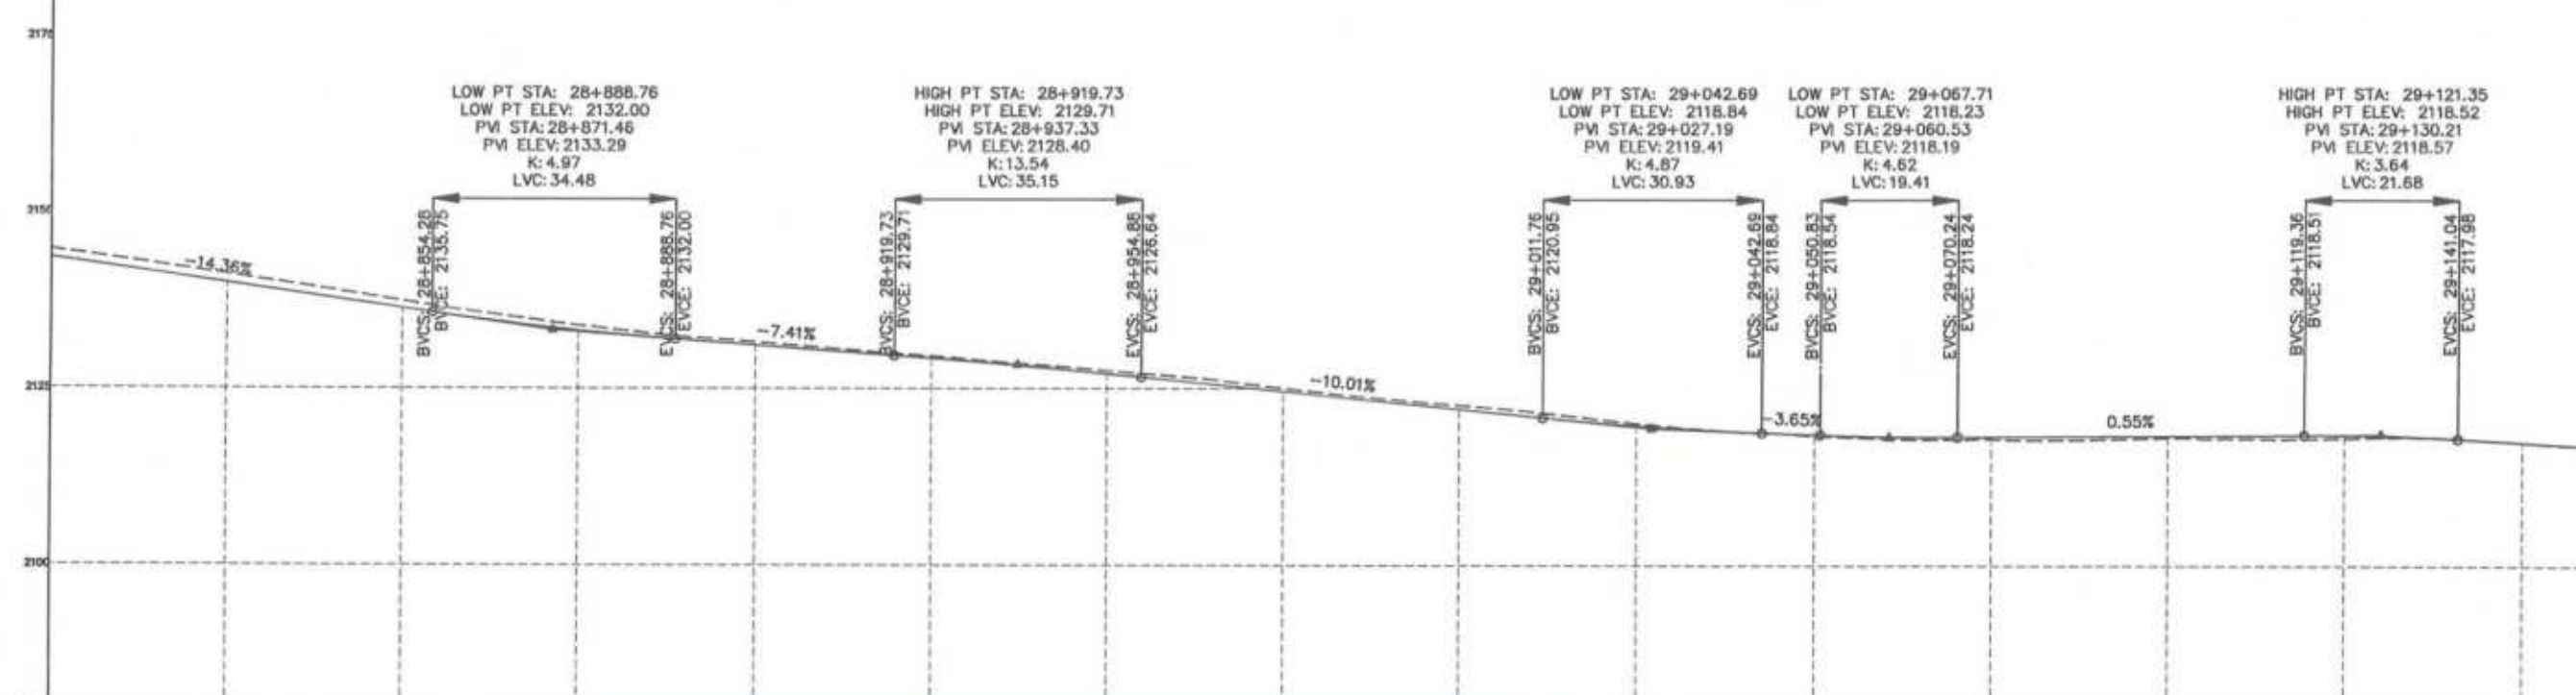 2175
LOW PT STA: 28+888.76
LOW PT ELEV: 2132.00
PVI STA: 28+871.46
PVI ELEV: 2133.29
K: 4.97
LVC: 34.48
HIGH PT STA: 28+919.73
HIGH PT ELEV: 2129.71
PVI STA: 28+937.33
PVI ELEV: 2128.40
K: 13.54
LVC: 35.15
LOW PT STA: 29+042.69
LOW PT ELEV: 2118.84
PVI STA: 29+027.19
PVI ELEV: 2119.41
K: 4.87
LVC: 30.93
LOW PT STA: 29+067.71
LOW PT ELEV: 2118.23
PVI STA: 29+060.53
PVI ELEV: 2118.19
K: 4.62
LVC: 19.41
HIGH PT STA: 29+121.35
HIGH PT ELEV: 2118.52
PVI STA: 29+130.21
PVI ELEV: 2118.57
K: 3.64
LVC: 21.68
2150
BVCS: 28+854.28
BVCE: 2135.75
EVCS: 28+888.76
EVCE: 2132.00
BVCS: 28+919.73
BVCE: 2129.71
EVCS: 28+954.88
EVCE: 2126.64
BVCS: 29+011.76
BVCE: 2120.95
EVCS: 29+042.69
EVCE: 2118.84
BVCS: 29+050.83
BVCE: 2118.54
EVCS: 29+070.24
EVCE: 2118.24
BVCS: 29+119.36
BVCE: 2118.51
EVCS: 29+141.04
EVCE: 2117.98
-14.36%
-7.41%
-10.01%
-3.65%
0.55%
2125
2100